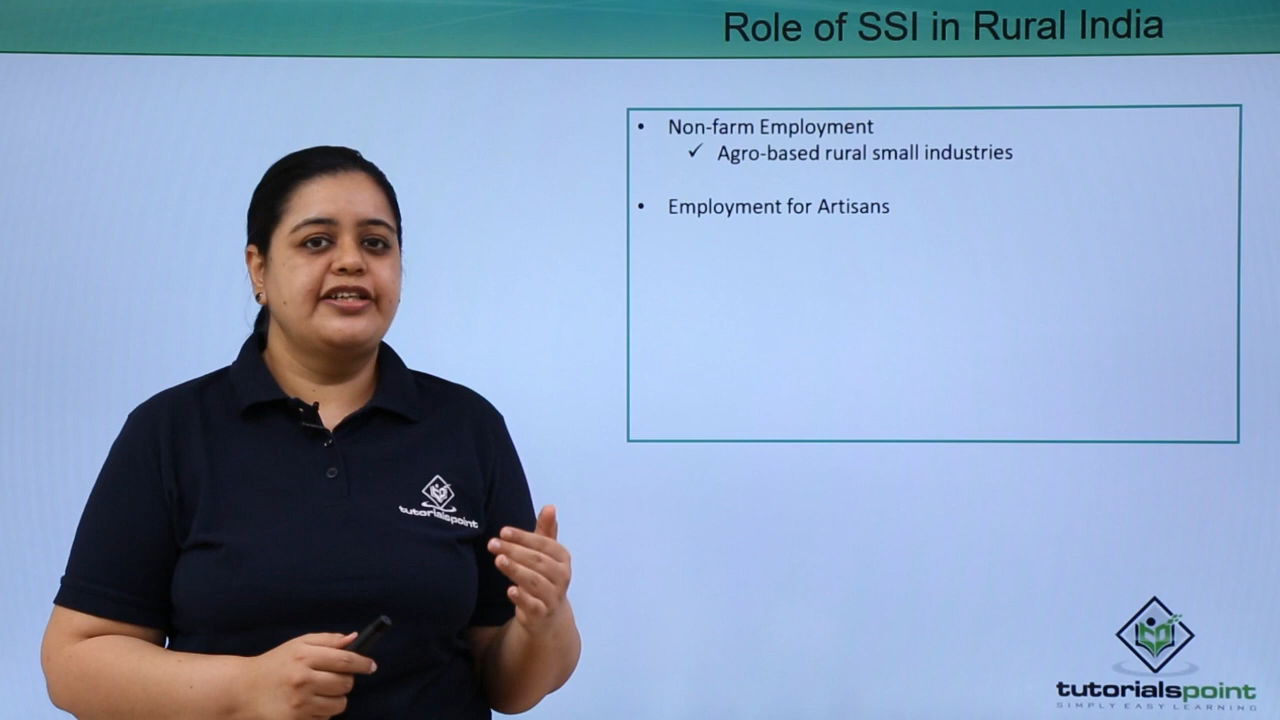 Role of SSI in Rural India
• Non-farm Employment
✓ Agro-based rural small industries
• Employment for Artisans
tutorialspoint
tutorialspoint
SIMPLY EASY LEARNING